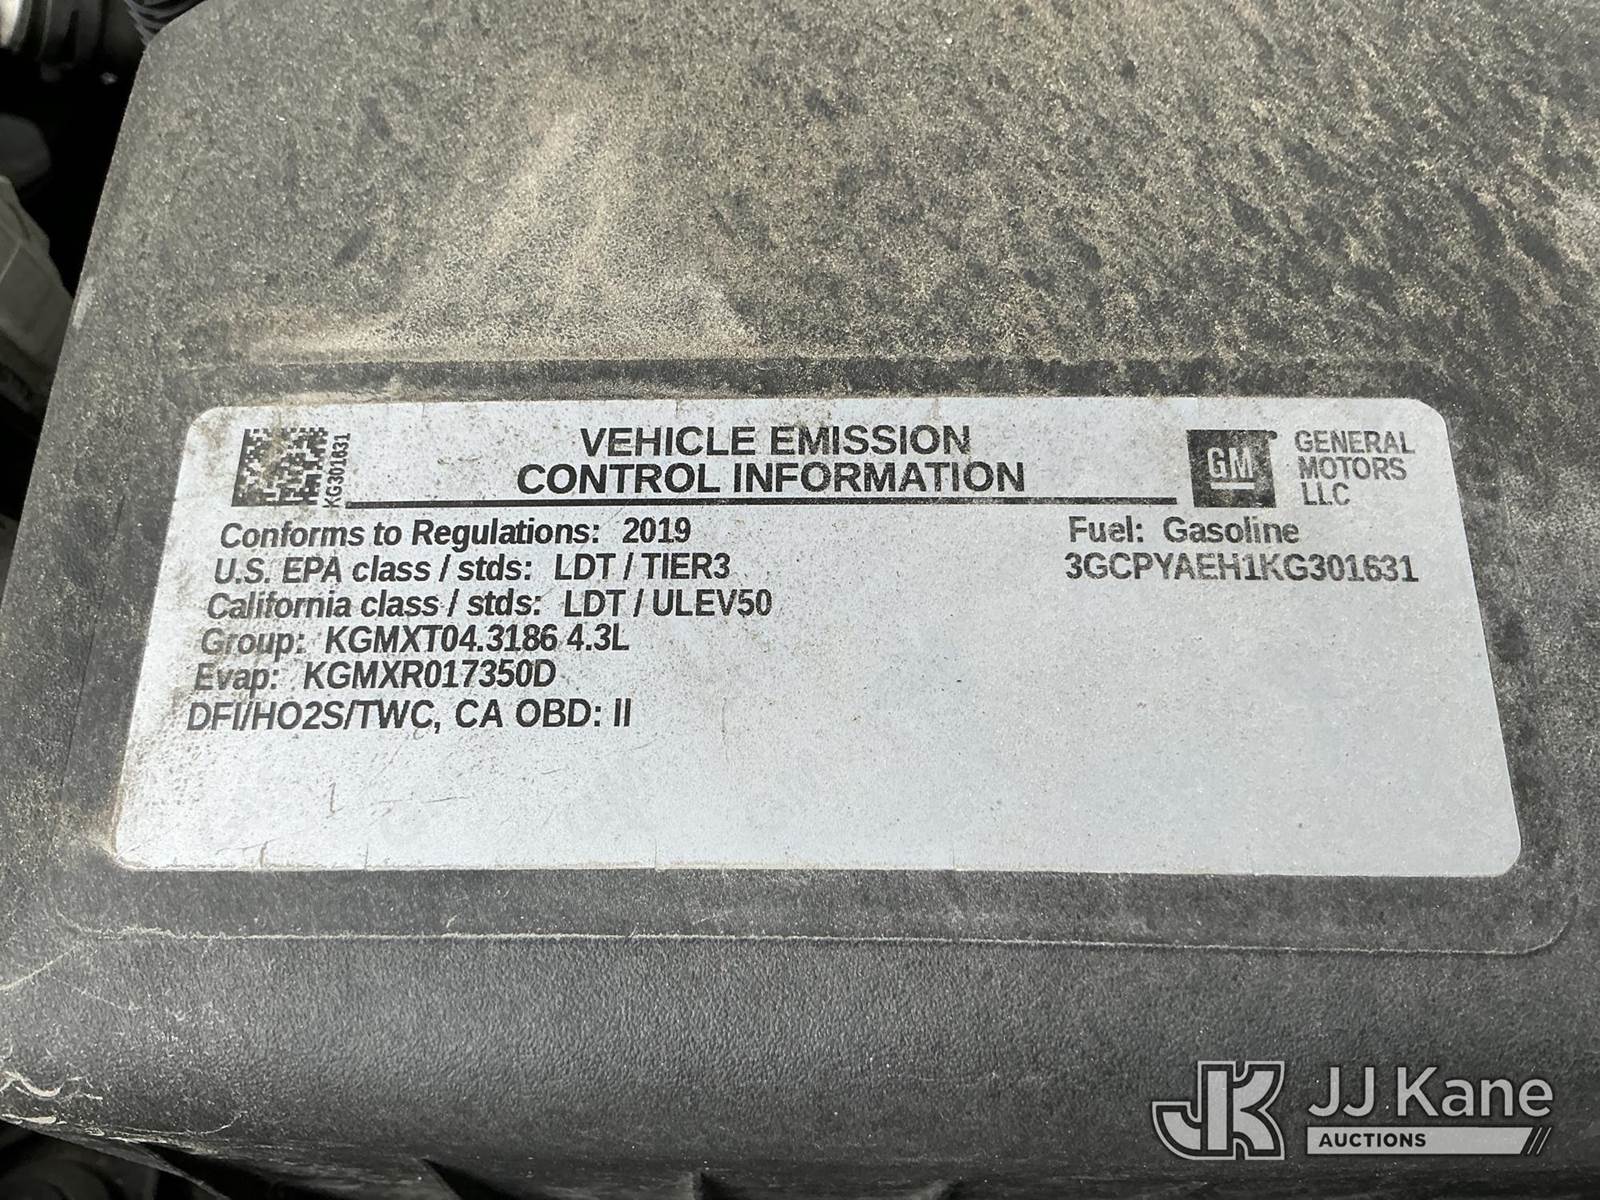 KG301631
VEHICLE EMISSION
CONTROL INFORMATION
GM
GENERAL
MOTORS
LLC
Conforms to Regulations: 2019
Fuel: Gasoline
U.S. EPA class / stds: LDT / TIER3
3GCPYAEH1KG301631
California class / stds: LDT / ULEV50
Group: KGMXT04.3186 4.3L
Evap: KGMXR017350D
DFI/HO2S/TWC, CA OBD: II
JK JJ Kane
AUCTIONS